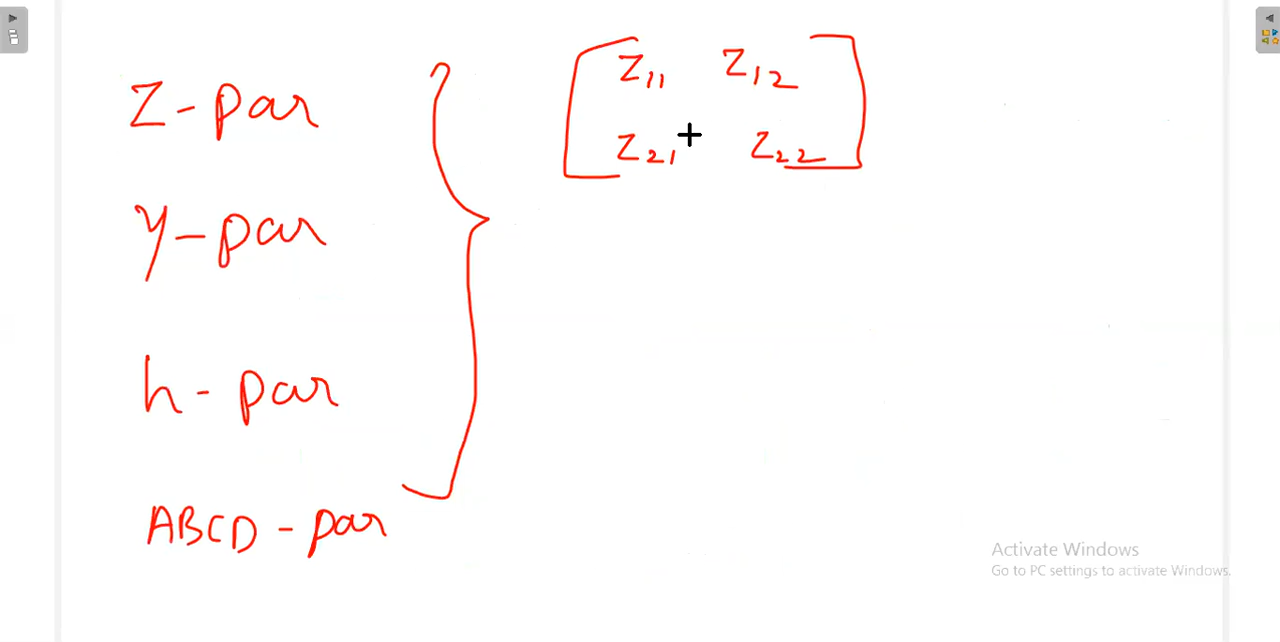 Z-par
Y-par
h-par
ABCD-par
Z11 Z12
Z21 Z22
Activate Windows
Go to PC settings to activate Windows.